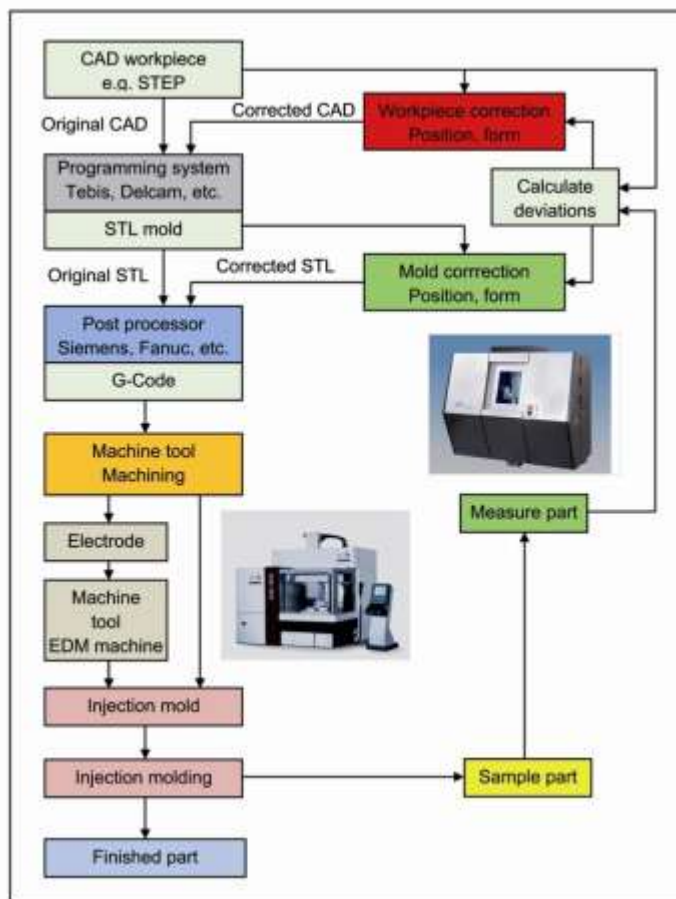 CAD workpiece
e.q. STEP
Original CAD
Corrected CAD
Workpiece correction
Position, form
Programming system
Tebis, Delcam, etc.
STL mold
Calculate
deviations
Original STL
Corrected STL
Mold corrrection
Position, form
Post processor
Siemens, Fanuc, etc.
G-Code
Machine tool
Machining
Measure part
Electrode
Machine
tool
EDM machine
Injection mold
Injection molding
Sample part
Finished part